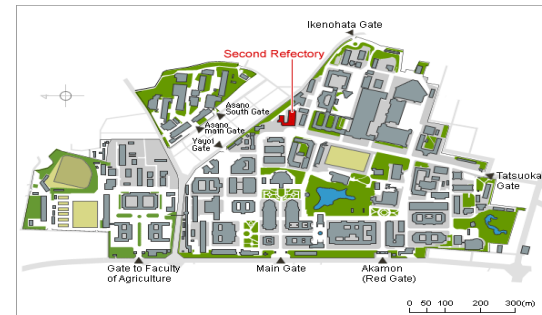 Ikenohata Gate
Second Refectory
Asano
South Gate
Asano
main Gate
Yayoi
Gate
Tatsuoka
Gate
Gate to Faculty
of Agriculture
Main Gate
Akamon
(Red Gate)
0 50 100 200 300(m)